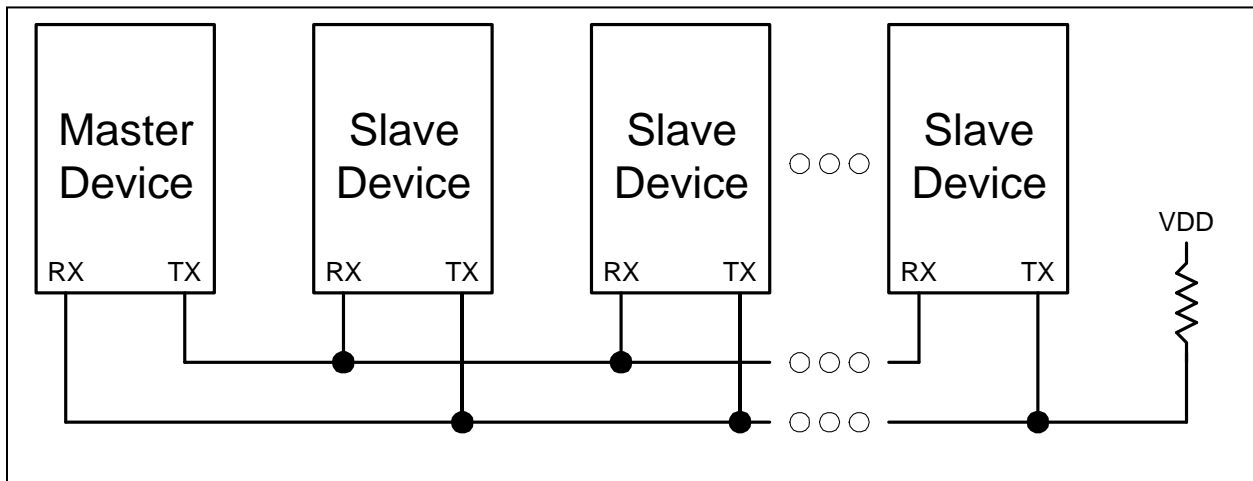 Master
Device
Slave
Device
Slave
Device
Slave
Device
VDD
RX
TX
RX
TX
RX
TX
RX
TX